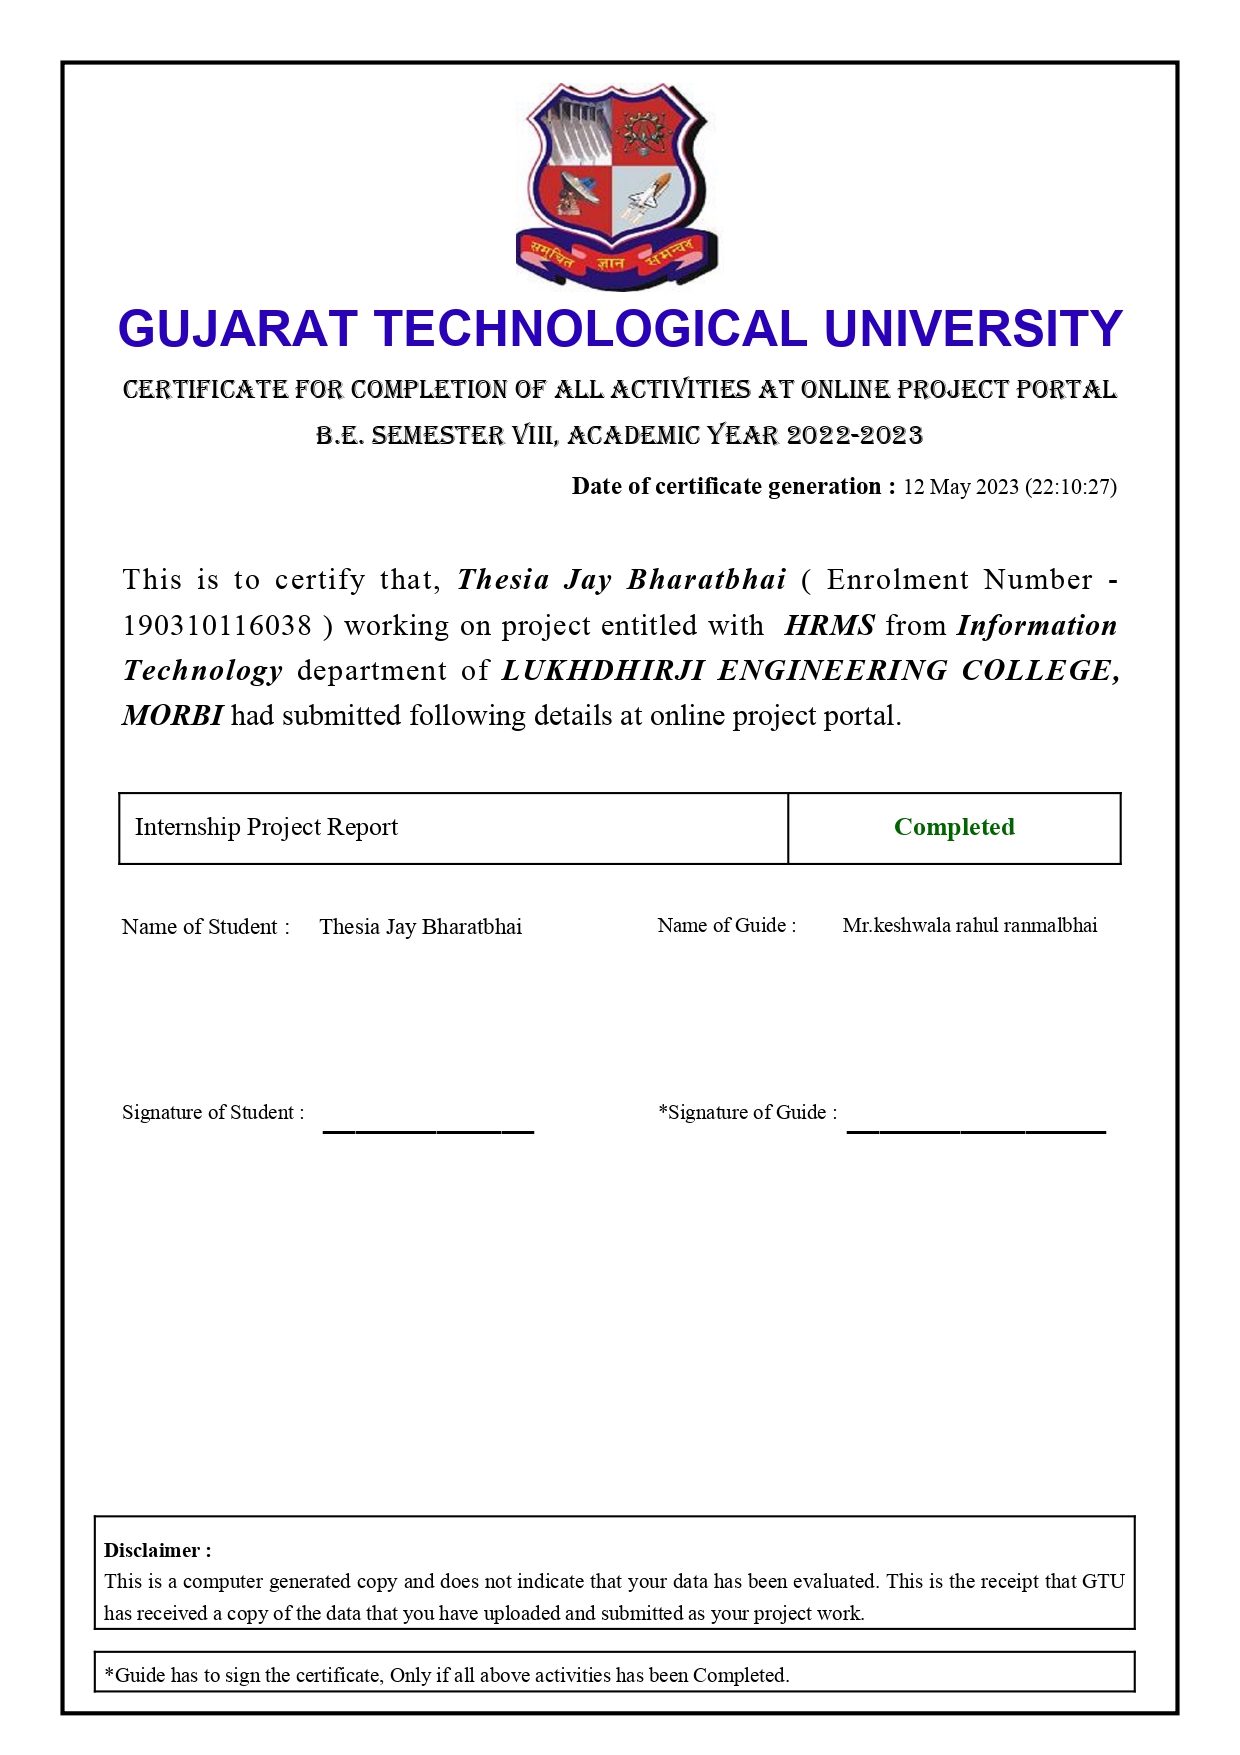 समुचित ज्ञान समन्वय
GUJARAT TECHNOLOGICAL UNIVERSITY
CERTIFICATE FOR COMPLETION OF ALL ACTIVITIES AT ONLINE PROJECT PORTAL
B.E. SEMESTER VIII, ACADEMIC YEAR 2022-2023
Date of certificate generation : 12 May 2023 (22:10:27)
This is to certify that, Thesia Jay Bharatbhai ( Enrolment Number -
190310116038 ) working on project entitled with HRMS from Information
Technology department of LUKHDHIRJI ENGINEERING COLLEGE,
MORBI had submitted following details at online project portal.
Internship Project Report Completed
Name of Student : Thesia Jay Bharatbhai Name of Guide : Mr.keshwala rahul ranmalbhai
Signature of Student : *Signature of Guide :
Disclaimer :
This is a computer generated copy and does not indicate that your data has been evaluated. This is the receipt that GTU
has received a copy of the data that you have uploaded and submitted as your project work.
*Guide has to sign the certificate, Only if all above activities has been Completed.